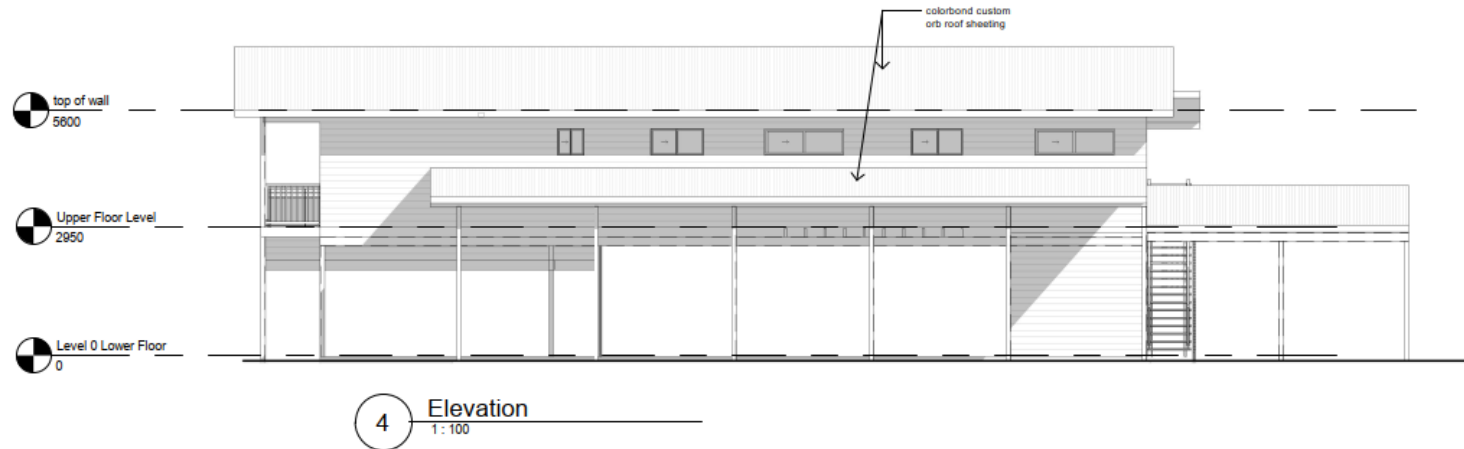 colorbond custom
orb roof sheeting
top of wall
5600
Upper Floor Level
2950
Level 0 Lower Floor
0
4
Elevation
1 : 100